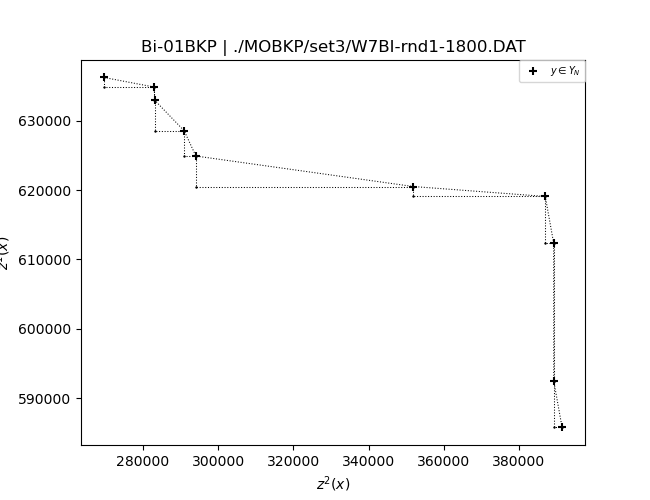 Bi-01BKP | ./MOBKP/set3/W7BI-rnd1-1800.DAT
y ∈ Y_N
630000
620000
610000
600000
590000
z¹(x)
280000 300000 320000 340000 360000 380000
z²(x)